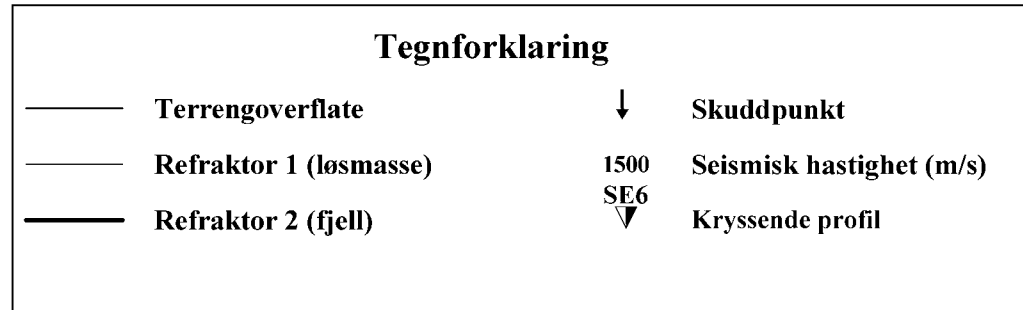 Tegnforklaring
Terrengoverflate
Skuddpunkt
Refraktor 1 (løsmasse)
1500 Seismisk hastighet (m/s)
Refraktor 2 (fjell)
SE6
Kryssende profil